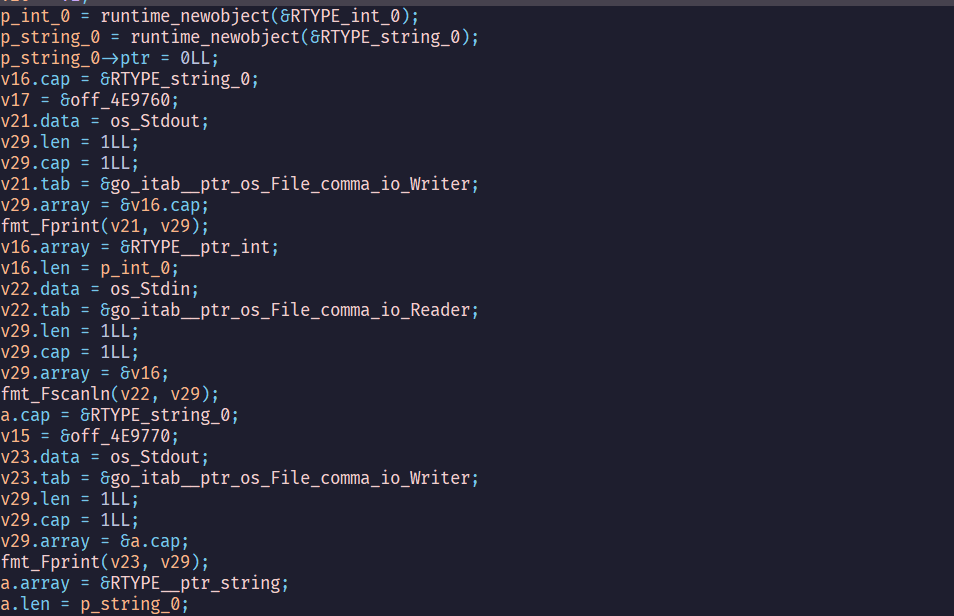 p_int_0 = runtime_newobject(&RTYPE_int_0);
p_string_0 = runtime_newobject(&RTYPE_string_0);
p_string_0→ptr = 0LL;
v16.cap = &RTYPE_string_0;
v17 = &off_4E9760;
v21.data = os_Stdout;
v29.len = 1LL;
v29.cap = 1LL;
v21.tab = &go_itab__ptr_os_File_comma_io_Writer;
v29.array = &v16.cap;
fmt_Fprint(v21, v29);
v16.array = &RTYPE__ptr_int;
v16.len = p_int_0;
v22.data = os_Stdin;
v22.tab = &go_itab__ptr_os_File_comma_io_Reader;
v29.len = 1LL;
v29.cap = 1LL;
v29.array = &v16;
fmt_Fscanln(v22, v29);
a.cap = &RTYPE_string_0;
v15 = &off_4E9770;
v23.data = os_Stdout;
v23.tab = &go_itab__ptr_os_File_comma_io_Writer;
v29.len = 1LL;
v29.cap = 1LL;
v29.array = &a.cap;
fmt_Fprint(v23, v29);
a.array = &RTYPE__ptr_string;
a.len = p_string_0;